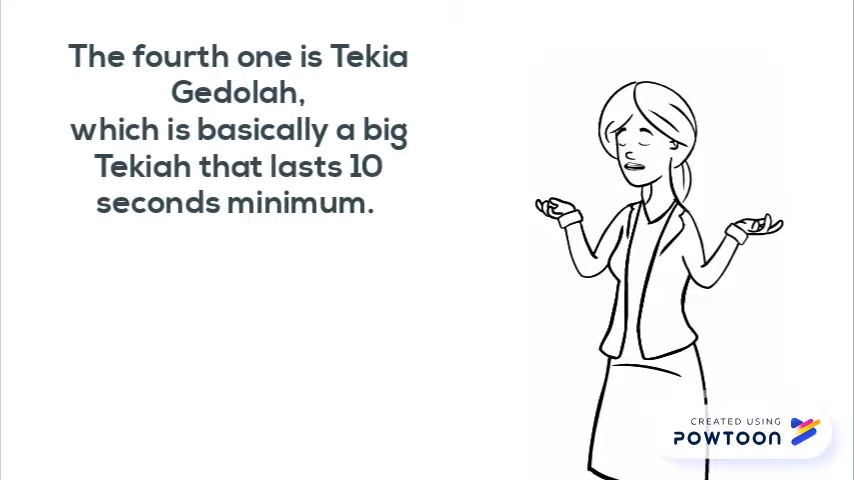 The fourth one is Tekia
Gedolah,
which is basically a big
Tekiah that lasts 10
seconds minimum.
CREATED USING
POWTOON